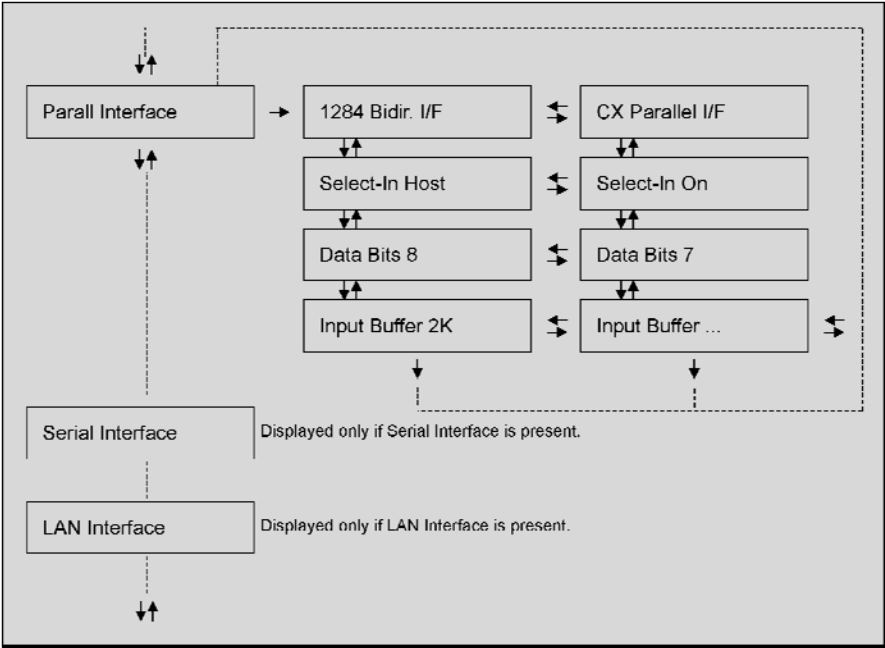 Parall Interface
1284 Bidir. I/F
CX Parallel I/F
Select-In Host
Select-In On
Data Bits 8
Data Bits 7
Input Buffer 2K
Input Buffer ...
Serial Interface
Displayed only if Serial Interface is present.
LAN Interface
Displayed only if LAN Interface is present.